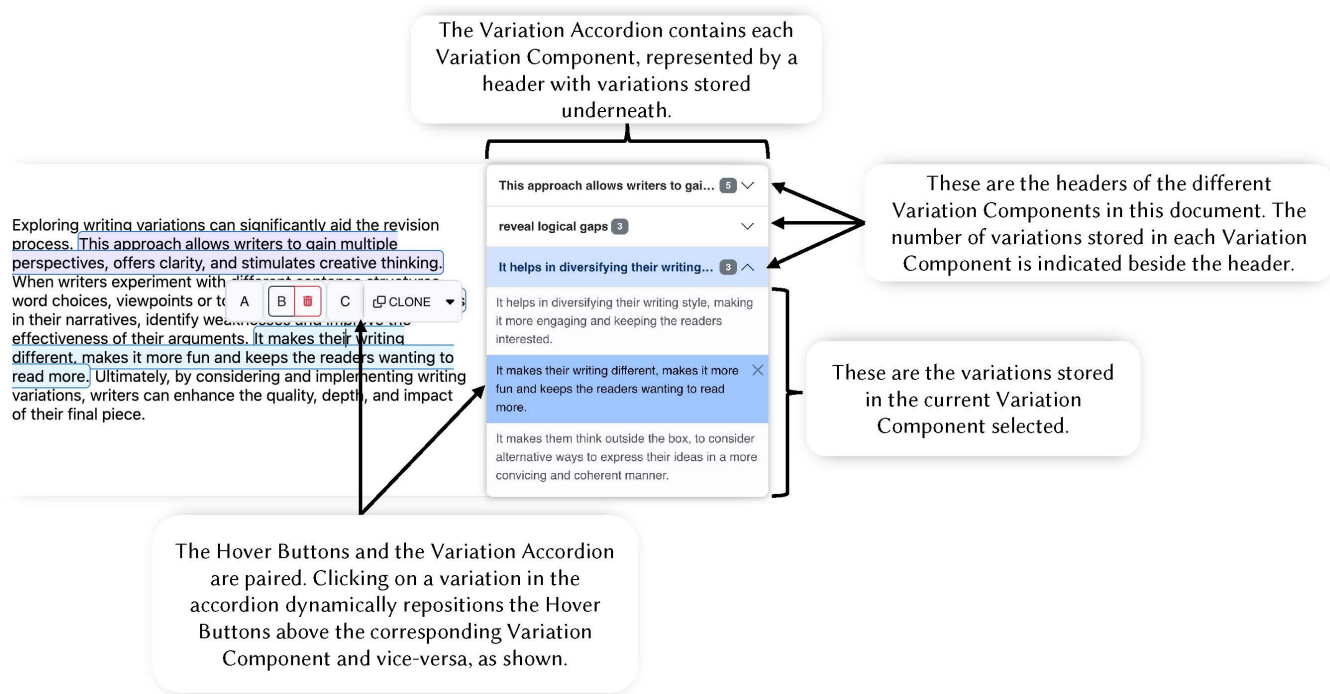 The Variation Accordion contains each
Variation Component, represented by a
header with variations stored
underneath.
This approach allows writers to gai... 5
reveal logical gaps 3
It helps in diversifying their writing... 3
It helps in diversifying their writing style, making
it more engaging and keeping the readers
interested.
It makes their writing different, makes it more
fun and keeps the readers wanting to read
more.
It makes them think outside the box, to consider
alternative ways to express their ideas in a more
convicing and coherent manner.
These are the headers of the different
Variation Components in this document. The
number of variations stored in each Variation
Component is indicated beside the header.
These are the variations stored
in the current Variation
Component selected.
Exploring writing variations can significantly aid the revision
process. This approach allows writers to gain multiple
perspectives, offers clarity, and stimulates creative thinking.
When writers experiment with different sentence structures
word choices, viewpoints or to
A B C CLONE
in their narratives, identify weaknesses and improve the
effectiveness of their arguments. It makes their writing
different, makes it more fun and keeps the readers wanting to
read more. Ultimately, by considering and implementing writing
variations, writers can enhance the quality, depth, and impact
of their final piece.
The Hover Buttons and the Variation Accordion
are paired. Clicking on a variation in the
accordion dynamically repositions the Hover
Buttons above the corresponding Variation
Component and vice-versa, as shown.